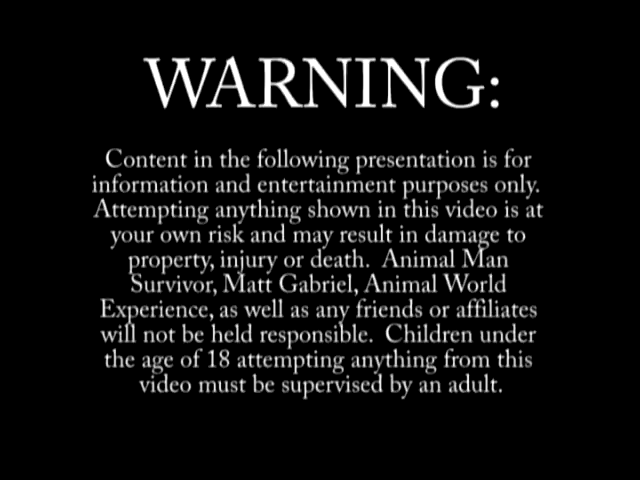 WARNING:
Content in the following presentation is for
information and entertainment purposes only.
Attempting anything shown in this video is at
your own risk and may result in damage to
property, injury or death.  Animal Man
Survivor, Matt Gabriel, Animal World
Experience, as well as any friends or affiliates
will not be held responsible.  Children under
the age of 18 attempting anything from this
video must be supervised by an adult.